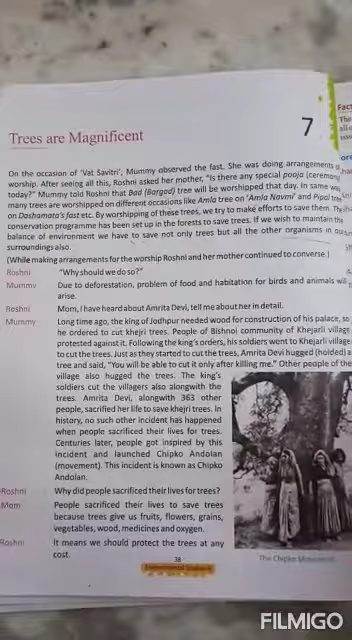 Fact
The
all o
7
Trees are Magnificent
On the occasion of 'Vat Savitri', Mummy observed the fast. She was doing arrangements
worship. After seeing all this, Roshni asked her mother, "Is there any special pooja (ceremony
today?" Mummy told Roshni that Bad (Bargad) tree will be worshipped that day. In same way
many trees are worshipped on different occasions like Amla tree on 'Amla Navmi' and Pipal tree
on Dashamata's fast etc. By worshipping of these trees, we try to make efforts to save them. The
conservation programme has been set up in the forests to save trees. If we wish to maintain the
balance of environment we have to save not only trees but all the other organisms in our
surroundings also.
(While making arrangements for the worship Roshni and her mother continued to converse )
Roshni "Why should we do so?"
Mummy Due to deforestation, problem of food and habitation for birds and animals will
arise.
Roshni Mom, I have heard about Amrita Devi, tell me about her in detail.
Mummy Long time ago, the king of Jodhpur needed wood for construction of his palace, so
he ordered to cut khejri trees. People of Bishnoi community of Khejarli village
protested against it. Following the king's orders, his soldiers went to Khejarli village
to cut the trees. Just as they started to cut the trees, Amrita Devi hugged (holded) a
tree and said, "You will be able to cut it only after killing me." Other people of the
village also hugged the trees. The king's
soldiers cut the villagers also alongwith the
trees. Amrita Devi, alongwith 363 other
people, sacrificed her life to save khejri trees. In
history, no such other incident has happened
when people sacrificed their lives for trees.
Centuries later, people got inspired by this
incident and launched Chipko Andolan
(movement). This incident is known as Chipko
Andolan.
Roshni Why did people sacrificed their lives for trees?
Mom People sacrificed their lives to save trees
because trees give us fruits, flowers, grains,
vegetables, wood, medicines and oxygen.
Roshni It means we should protect the trees at any
cost.
The Chipko Movement
38
Environmental Studies
FILMIGO